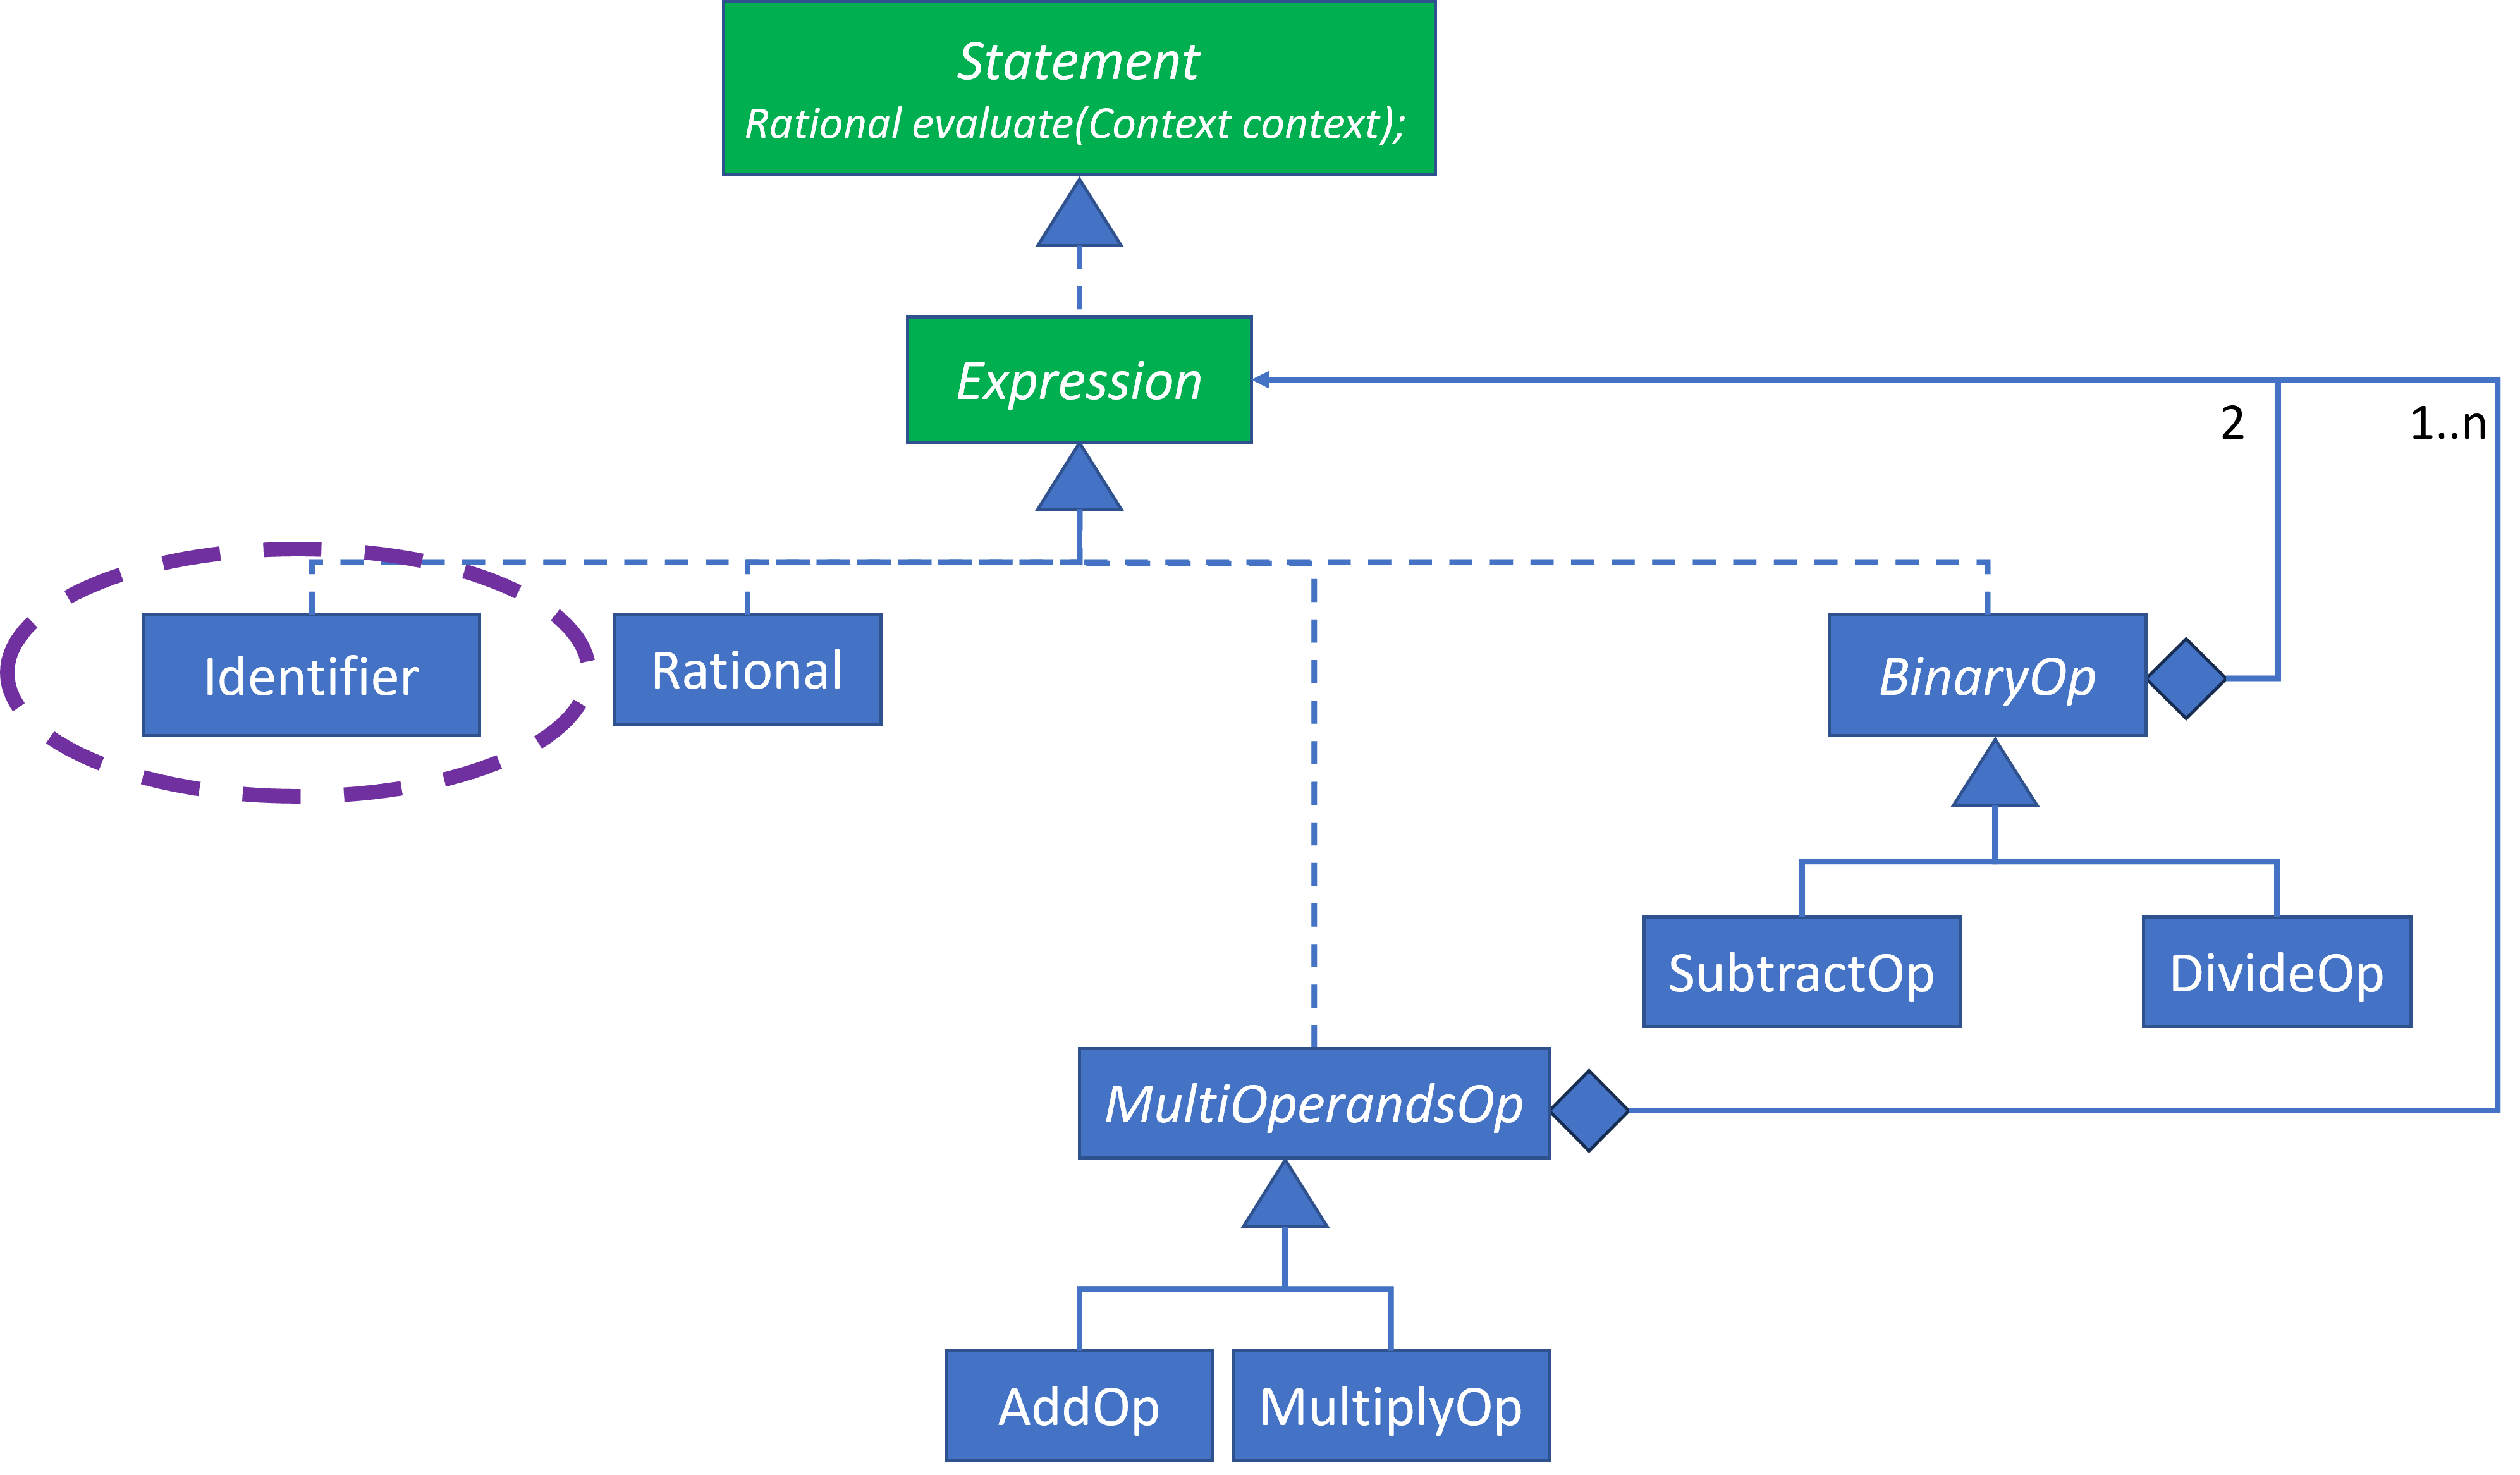 Statement
Rational evaluate(Context context);
Expression
2
1..n
Identifier
Rational
BinaryOp
SubtractOp
DivideOp
MultiOperandsOp
AddOp
MultiplyOp